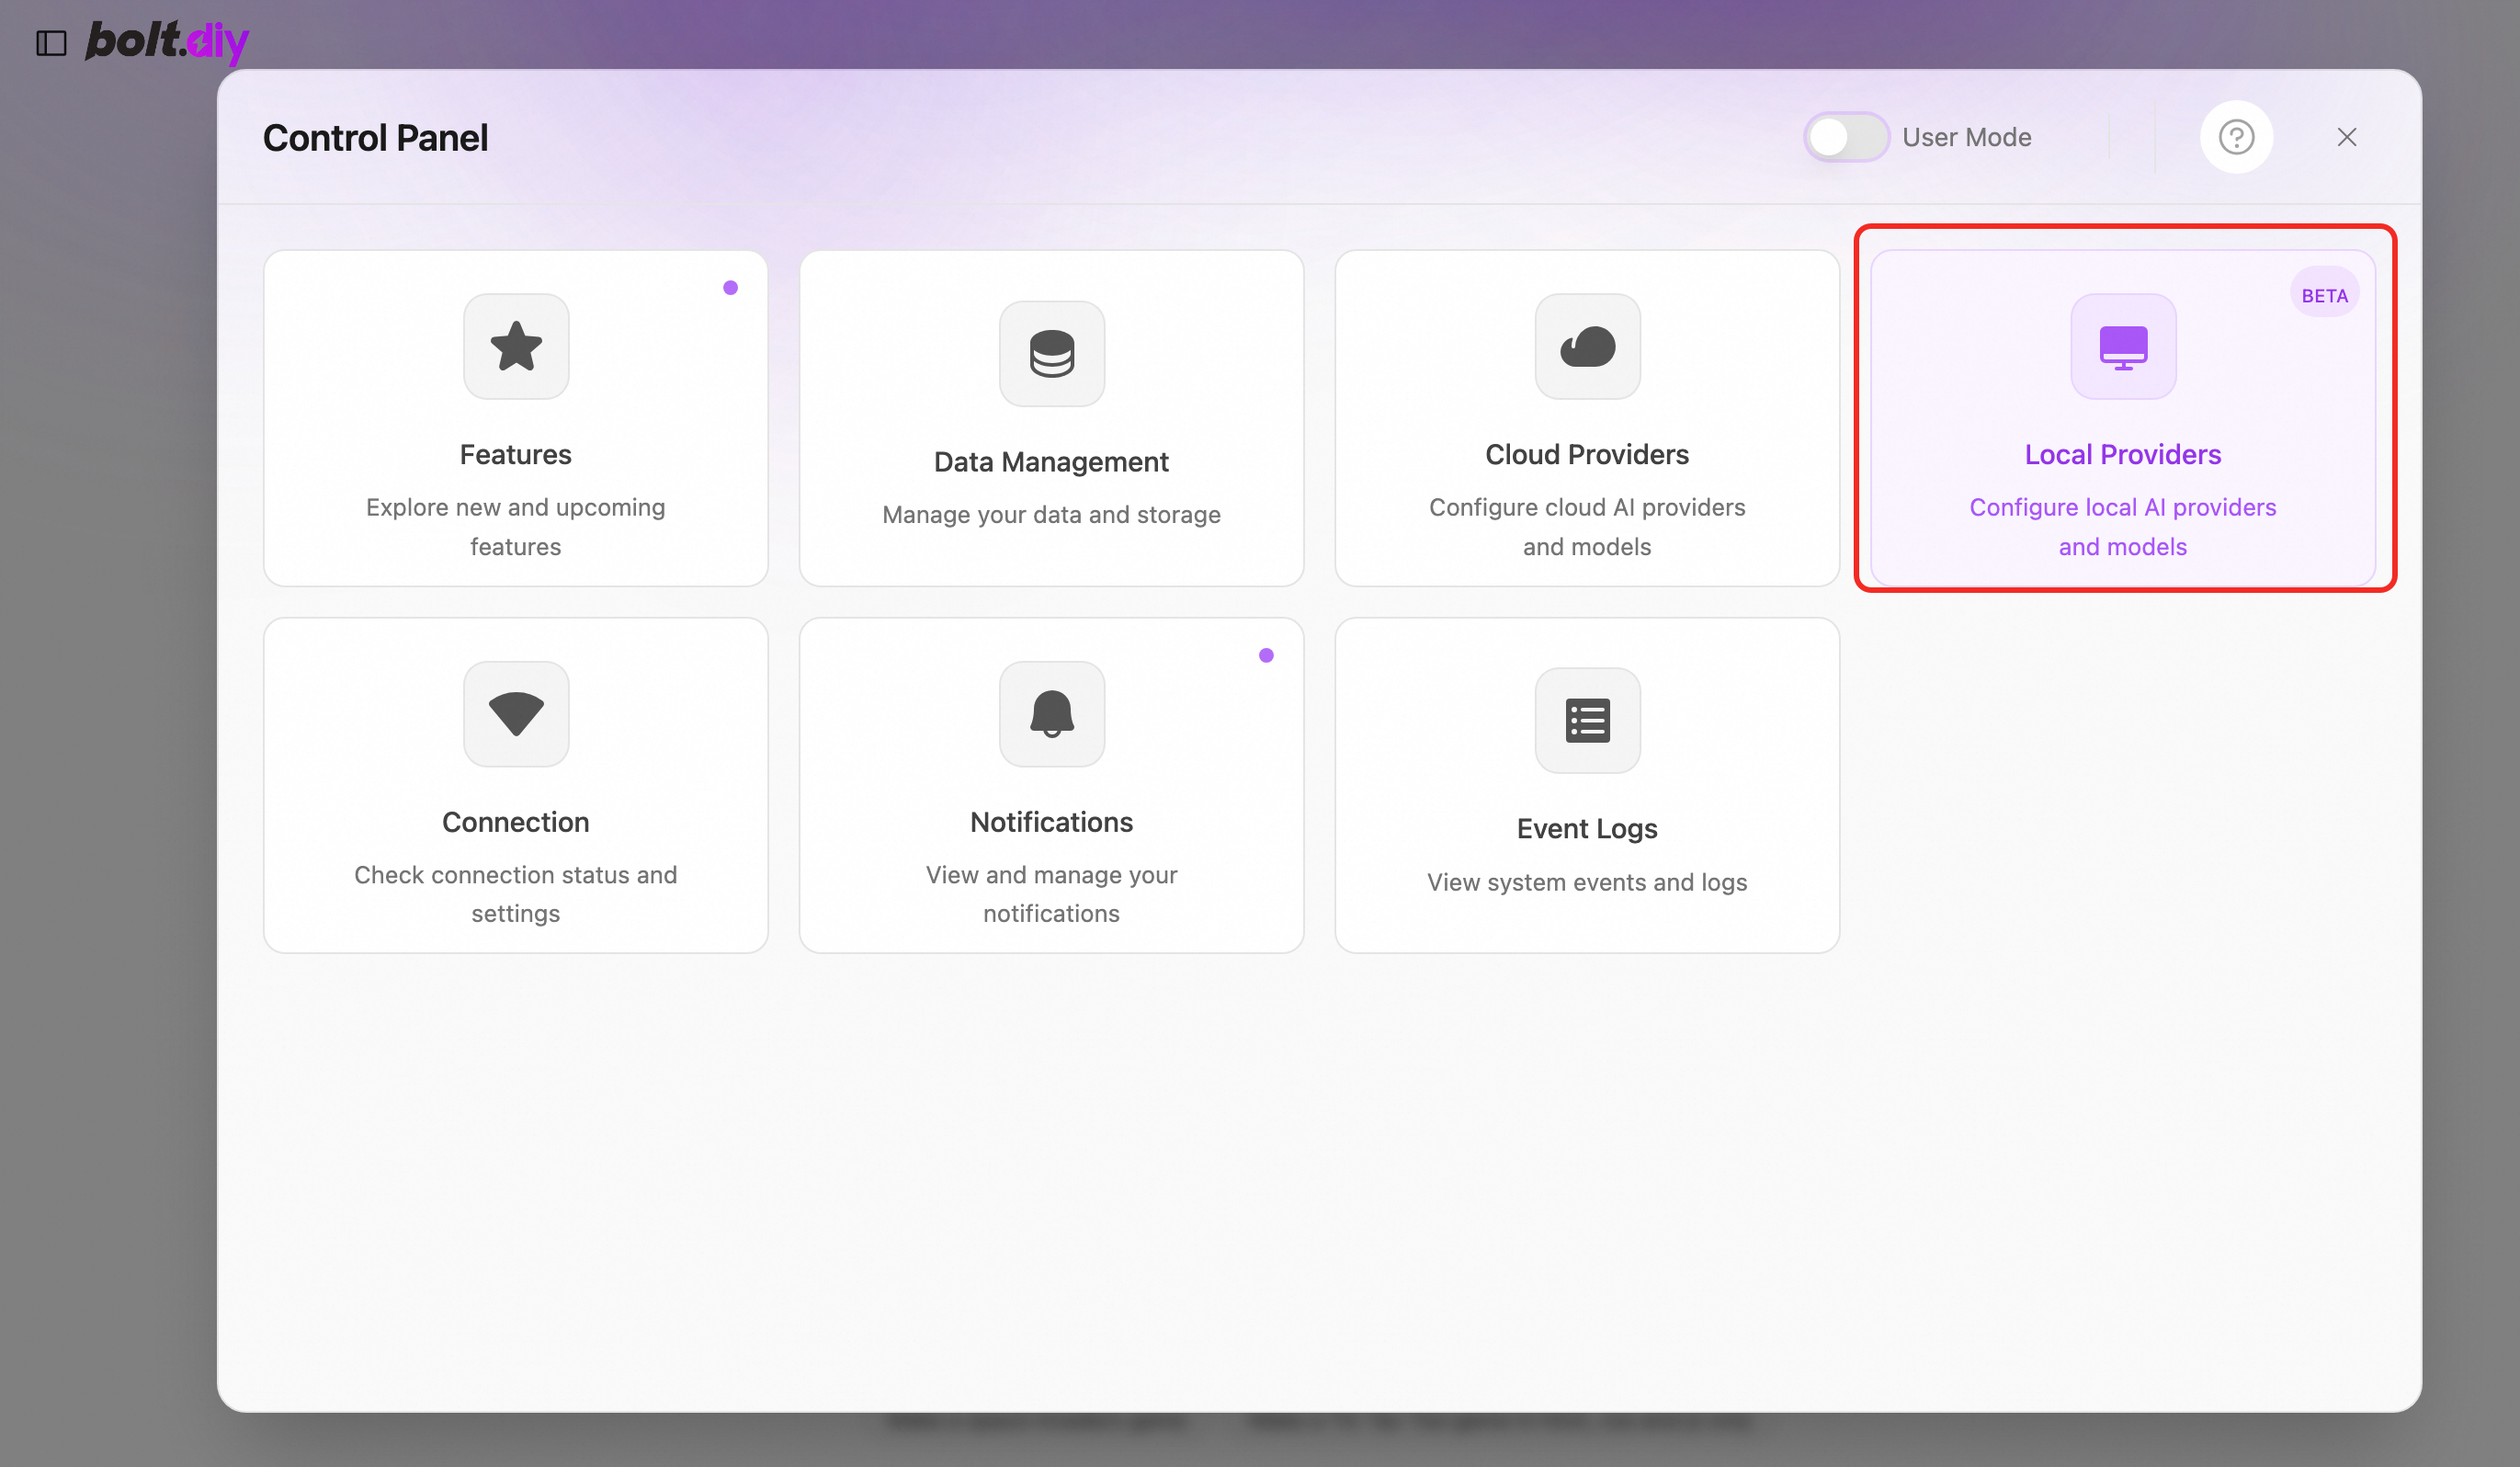 bolt.diy
Control Panel
User Mode
Features
Explore new and upcoming
features
Data Management
Manage your data and storage
Cloud Providers
Configure cloud AI providers
and models
BETA
Local Providers
Configure local AI providers
and models
Connection
Check connection status and
settings
Notifications
View and manage your
notifications
Event Logs
View system events and logs